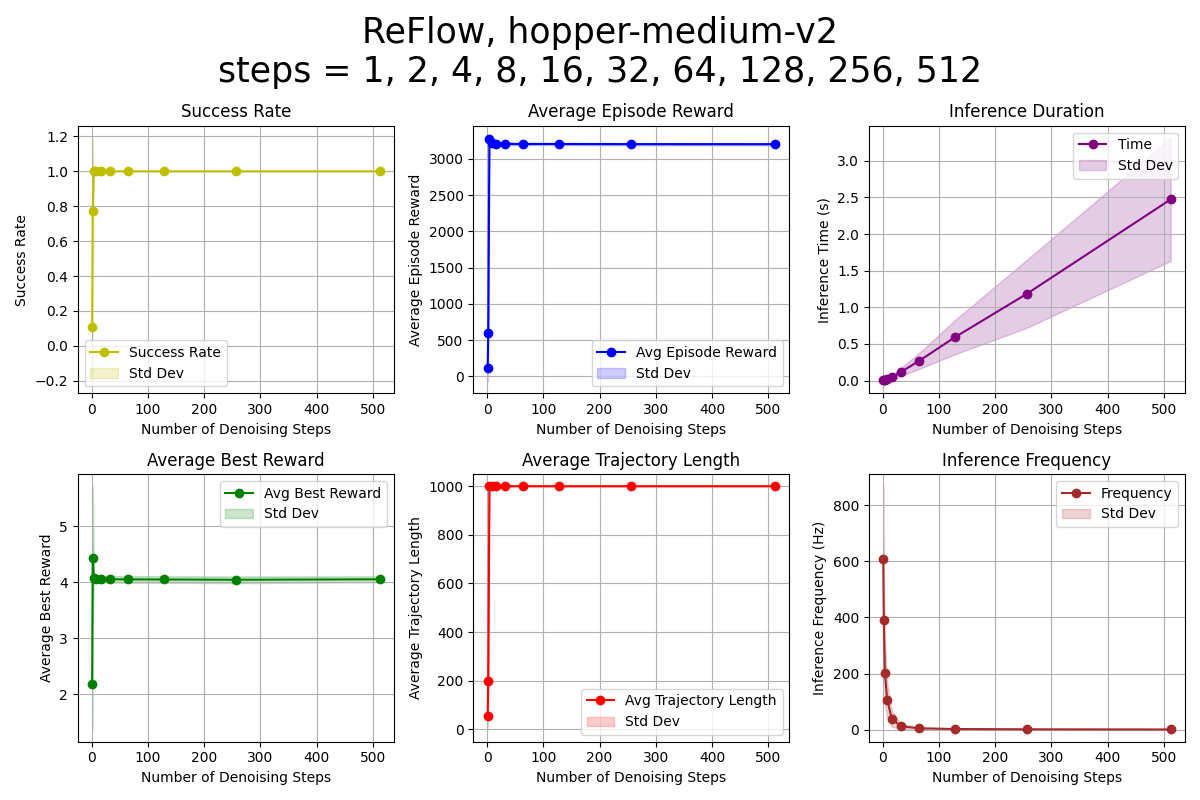 ReFlow, hopper-medium-v2
steps = 1, 2, 4, 8, 16, 32, 64, 128, 256, 512
Success Rate
Success Rate
1.2
1.0
0.8
0.6
0.4
0.2
0.0
−0.2
Success Rate
Std Dev
0 100 200 300 400 500
Number of Denoising Steps
Average Episode Reward
Average Episode Reward
3000
2500
2000
1500
1000
500
0
Avg Episode Reward
Std Dev
0 100 200 300 400 500
Number of Denoising Steps
Inference Duration
Inference Time (s)
3.0
2.5
2.0
1.5
1.0
0.5
0.0
Time
Std Dev
0 100 200 300 400 500
Number of Denoising Steps
Average Best Reward
Average Best Reward
5
4
3
2
Avg Best Reward
Std Dev
0 100 200 300 400 500
Number of Denoising Steps
Average Trajectory Length
Average Trajectory Length
1000
800
600
400
200
0
Avg Trajectory Length
Std Dev
0 100 200 300 400 500
Number of Denoising Steps
Inference Frequency
Inference Frequency (Hz)
800
600
400
200
0
Frequency
Std Dev
0 100 200 300 400 500
Number of Denoising Steps